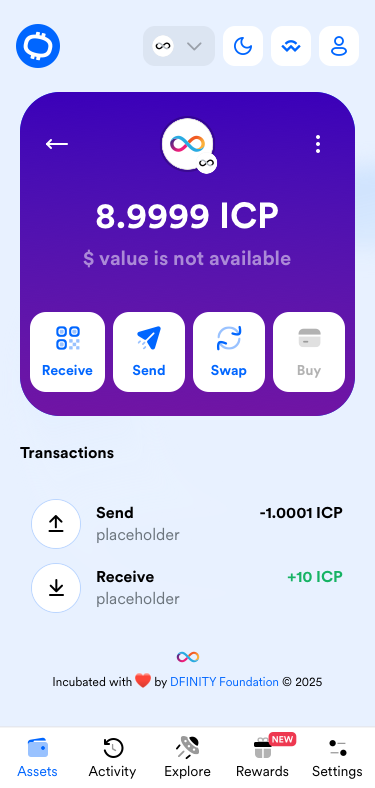 8.9999 ICP
$ value is not available
Receive
Send
Swap
Buy
Transactions
Send
-1.0001 ICP
placeholder
Receive
+10 ICP
placeholder
Incubated with ❤️ by DFINITY Foundation © 2025
NEW
Assets
Activity
Explore
Rewards
Settings